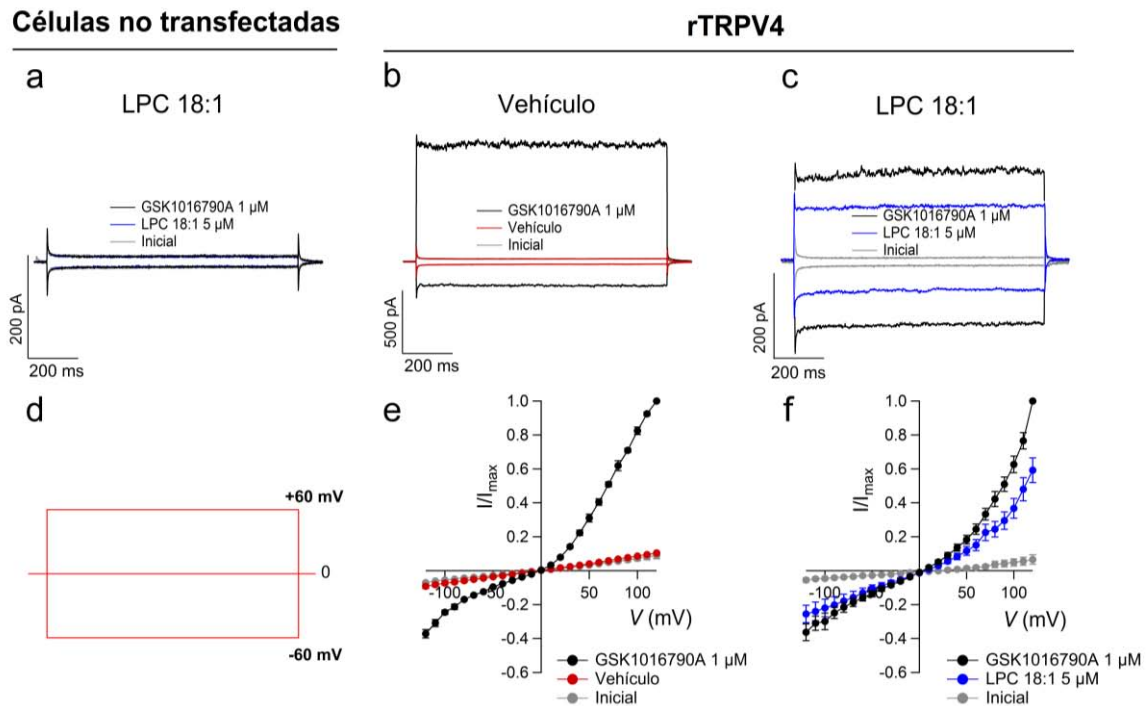 Células no transfectadas
rTRPV4
a
LPC 18:1
GSK1016790A 1 µM
LPC 18:1 5 µM
Inicial
200 pA
200 ms
b
Vehículo
GSK1016790A 1 µM
Vehículo
Inicial
500 pA
200 ms
c
LPC 18:1
GSK1016790A 1 µM
LPC 18:1 5 µM
Inicial
200 pA
200 ms
d
+60 mV
0
-60 mV
e
I/Imax
1.0
0.8
0.6
0.4
0.2
-0.2
-0.4
-0.6
-100
50
100
V (mV)
GSK1016790A 1 µM
Vehículo
Inicial
f
I/Imax
1.0
0.8
0.6
0.4
0.2
-0.2
-0.4
-0.6
-100
50
100
V (mV)
GSK1016790A 1 µM
LPC 18:1 5 µM
Inicial